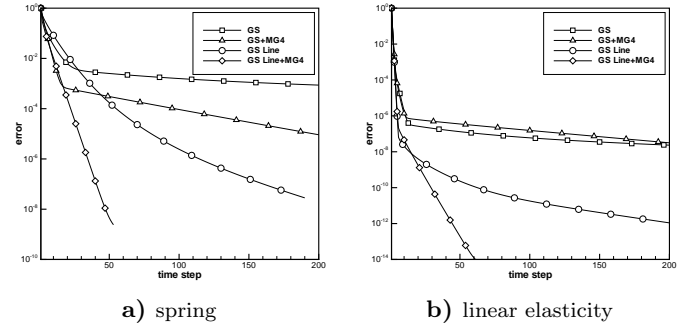 10^0
10^-2
10^-4
10^-6
10^-8
10^-10
error
50
100
150
200
time step
GS
GS+MG4
GS Line
GS Line+MG4
a) spring
10^0
10^-2
10^-4
10^-6
10^-8
10^-10
10^-12
10^-14
error
50
100
150
200
time step
GS
GS+MG4
GS Line
GS Line+MG4
b) linear elasticity